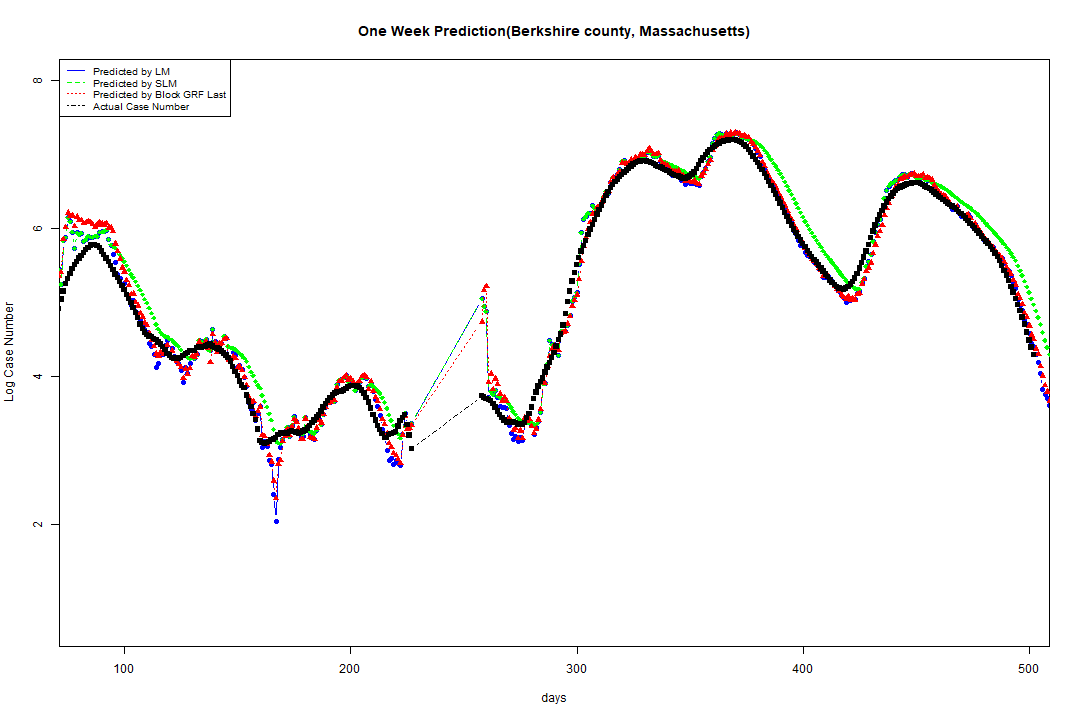 One Week Prediction(Berkshire county, Massachusetts)
Predicted by LM
Predicted by SLM
Predicted by Block GRF Last
Actual Case Number
8
6
4
2
Log Case Number
100 200 300 400 500
days